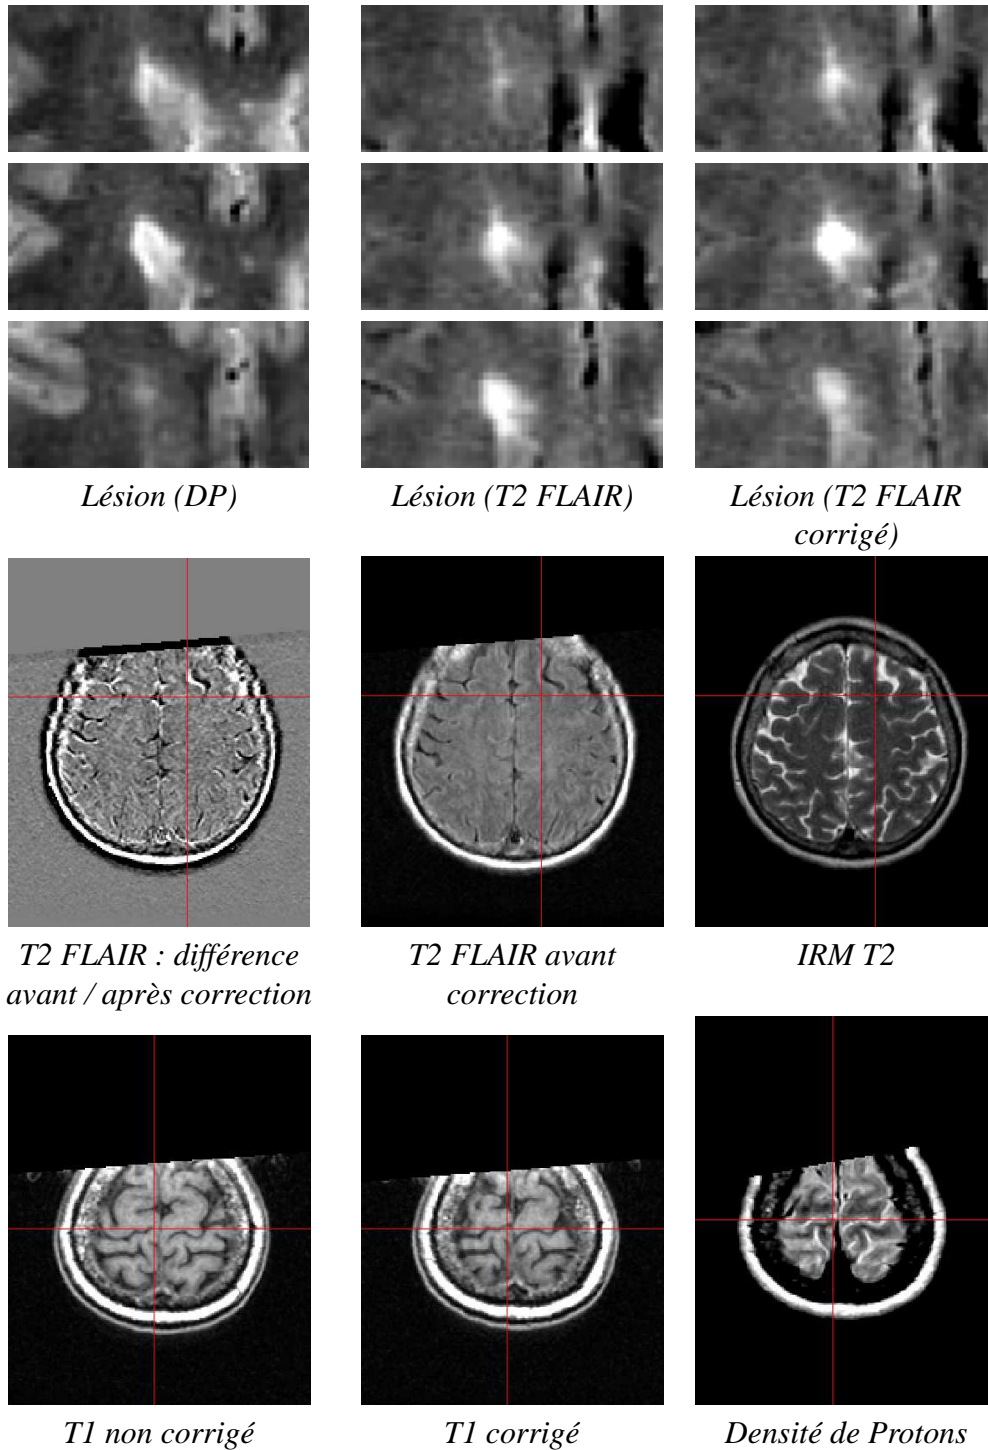 Lésion (DP)
Lésion (T2 FLAIR)
Lésion (T2 FLAIR
corrigé)
T2 FLAIR : différence
avant / après correction
T2 FLAIR avant
correction
IRM T2
T1 non corrigé
T1 corrigé
Densité de Protons